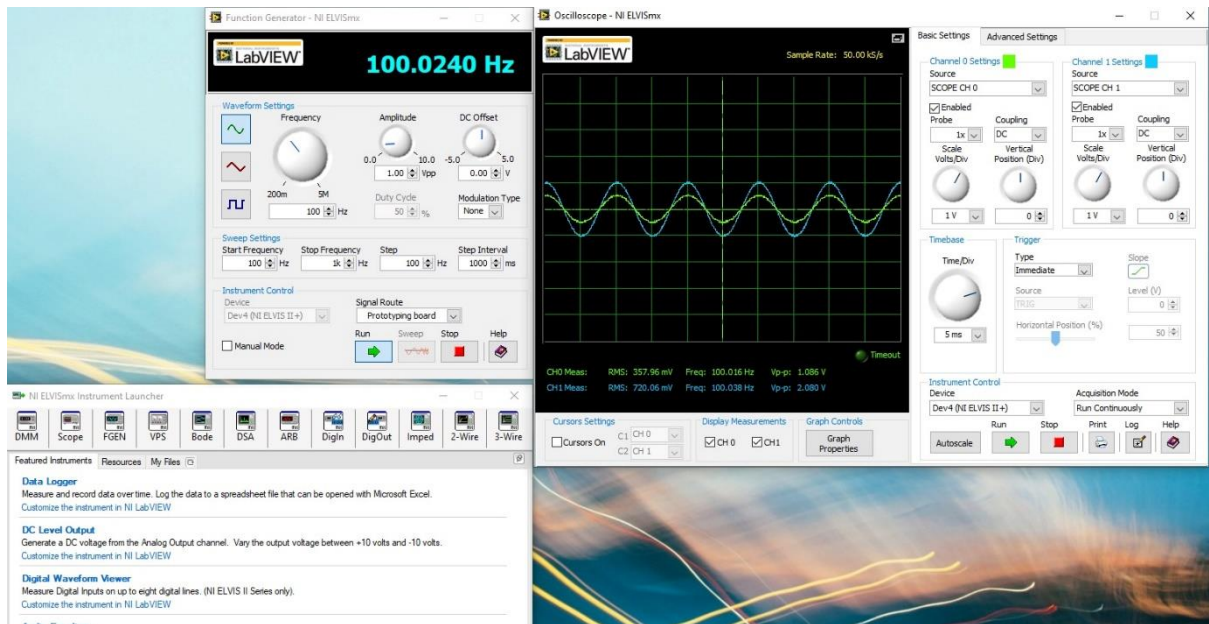 Function Generator - NI ELVISmx
POWERED BY
LabVIEW
100.0240 Hz
Waveform Settings
Frequency
Amplitude
DC Offset
0.0 10.0
-5.0 5.0
1.00 Vpp
0.00 V
200m 5M
100 Hz
Duty Cycle
50 %
Modulation Type
None
Sweep Settings
Start Frequency Stop Frequency Step Step Interval
100 Hz 1k Hz 100 Hz 1000 ms
Instrument Control
Device
Dev4 (NI ELVIS II+)
Signal Route
Prototyping board
Run Sweep Stop Help
Manual Mode
Oscilloscope - NI ELVISmx
LabVIEW
Sample Rate: 50.00 kS/s
Timeout
CH0 Meas: RMS: 357.96 mV Freq: 100.016 Hz Vp-p: 1.086 V
CH1 Meas: RMS: 720.06 mV Freq: 100.038 Hz Vp-p: 2.080 V
Cursors Settings
Cursors On
C1 CH 0
C2 CH 1
Display Measurements
CH 0 CH1
Graph Controls
Graph
Properties
Basic Settings Advanced Settings
Channel 0 Settings
Source
SCOPE CH 0
Enabled
Probe Coupling
1x DC
Scale Vertical
Volts/Div Position (Div)
1 V 0
Channel 1 Settings
Source
SCOPE CH 1
Enabled
Probe Coupling
1x DC
Scale Vertical
Volts/Div Position (Div)
1 V 0
Timebase
Time/Div
5 ms
Trigger
Type Slope
Immediate
Source Level (V)
TRIG 0
Horizontal Position (%)
50
Instrument Control
Device Acquisition Mode
Dev4 (NI ELVIS II+) Run Continuously
Run Stop Print Log Help
Autoscale
NI ELVISmx Instrument Launcher
DMM Scope FGEN VPS Bode DSA ARB DigIn DigOut Imped 2-Wire 3-Wire
Featured Instruments Resources My Files
Data Logger
Measure and record data over time. Log the data to a spreadsheet file that can be opened with Microsoft Excel.
Customize the instrument in NI LabVIEW
DC Level Output
Generate a DC voltage from the Analog Output channel. Vary the output voltage between +10 volts and -10 volts.
Customize the instrument in NI LabVIEW
Digital Waveform Viewer
Measure Digital Inputs on up to eight digital lines. (NI ELVIS II Series only).
Customize the instrument in NI LabVIEW